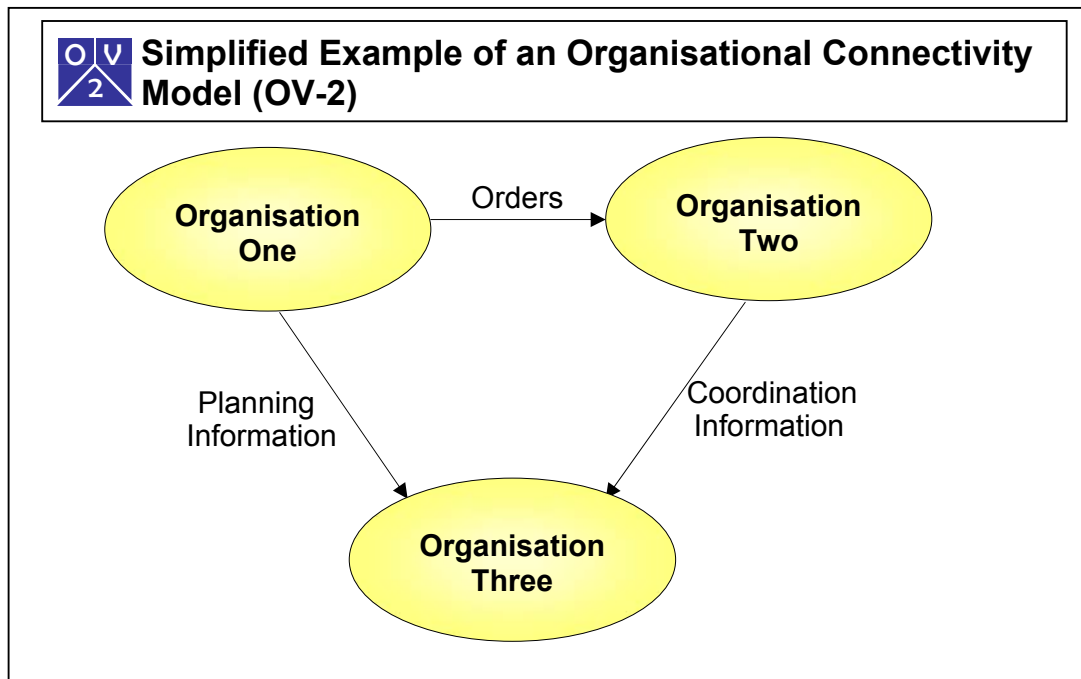 O V
2
Simplified Example of an Organisational Connectivity
Model (OV-2)
Organisation
One
Orders
Organisation
Two
Planning
Information
Coordination
Information
Organisation
Three